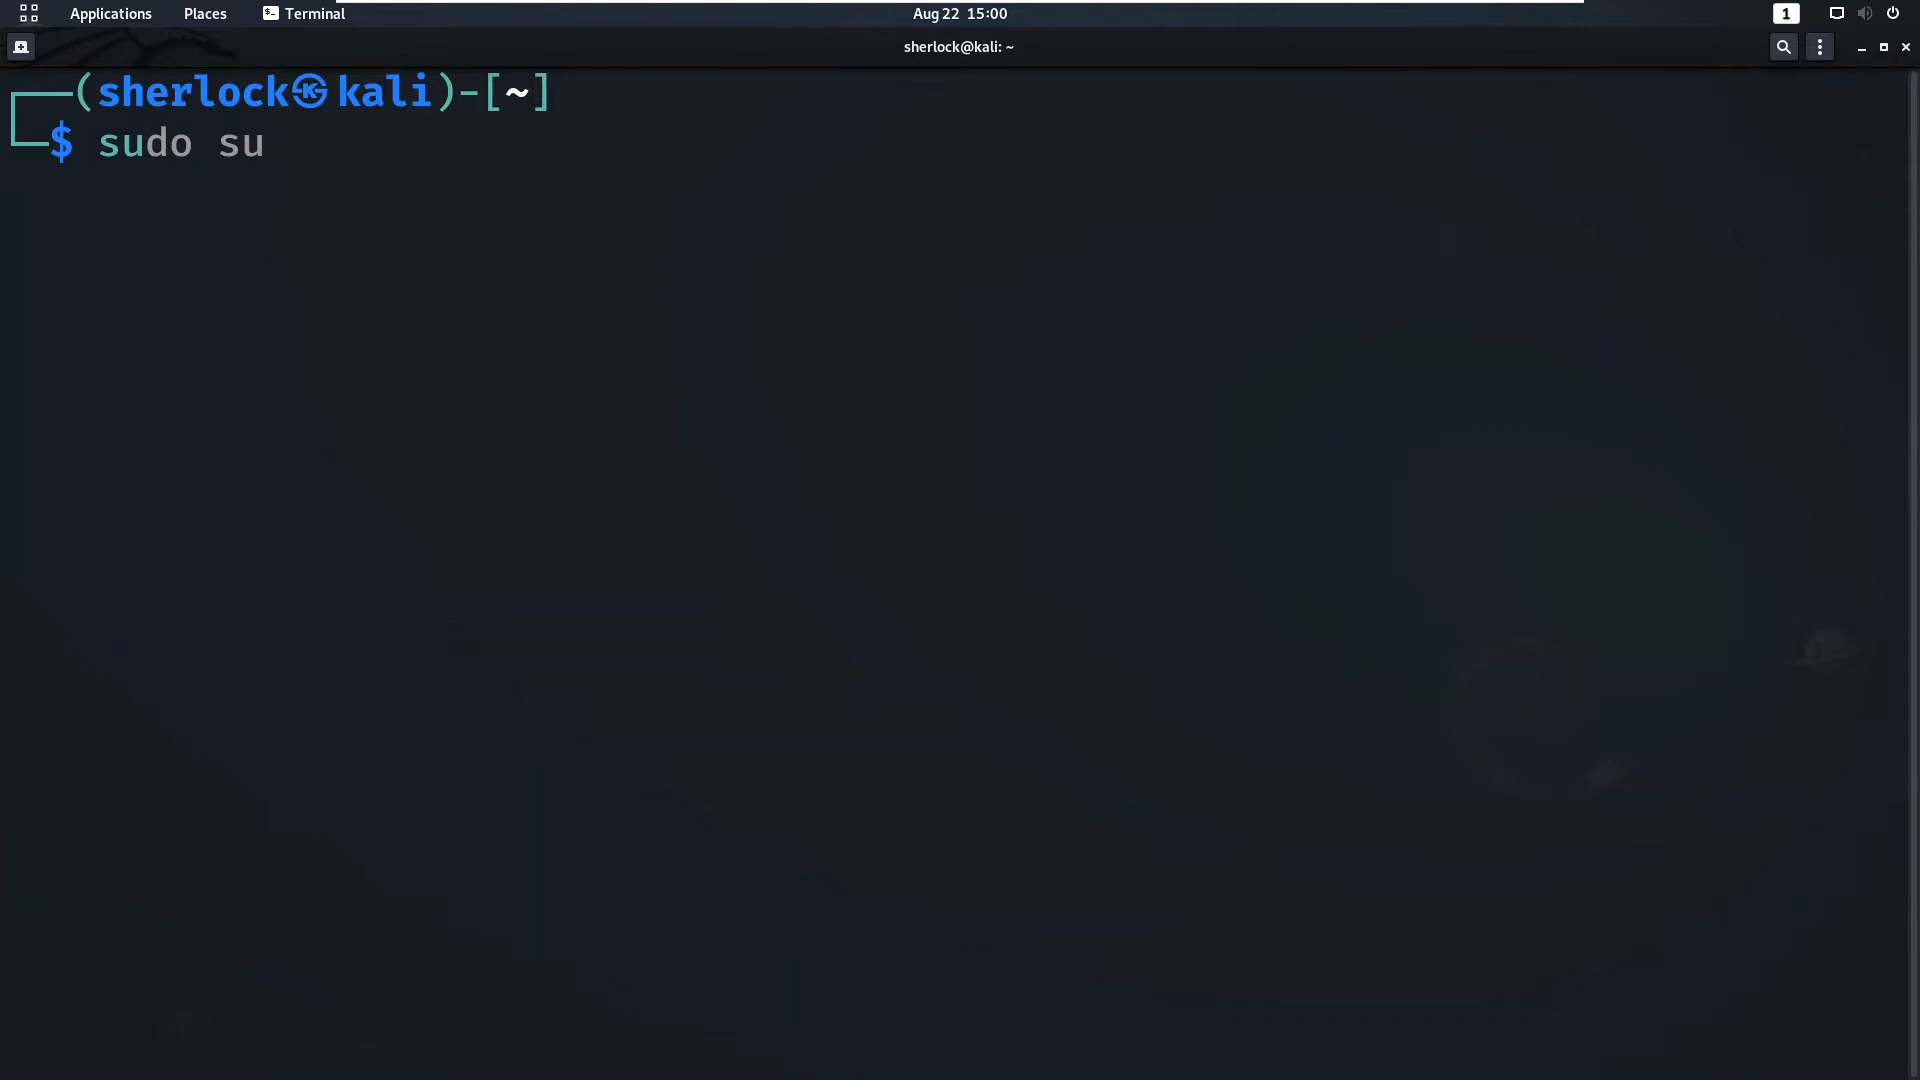 Applications Places Terminal Aug 22 15:00 1
sherlock@kali: ~
┌──(sherlock㉿kali)-[~]
└─$ sudo su